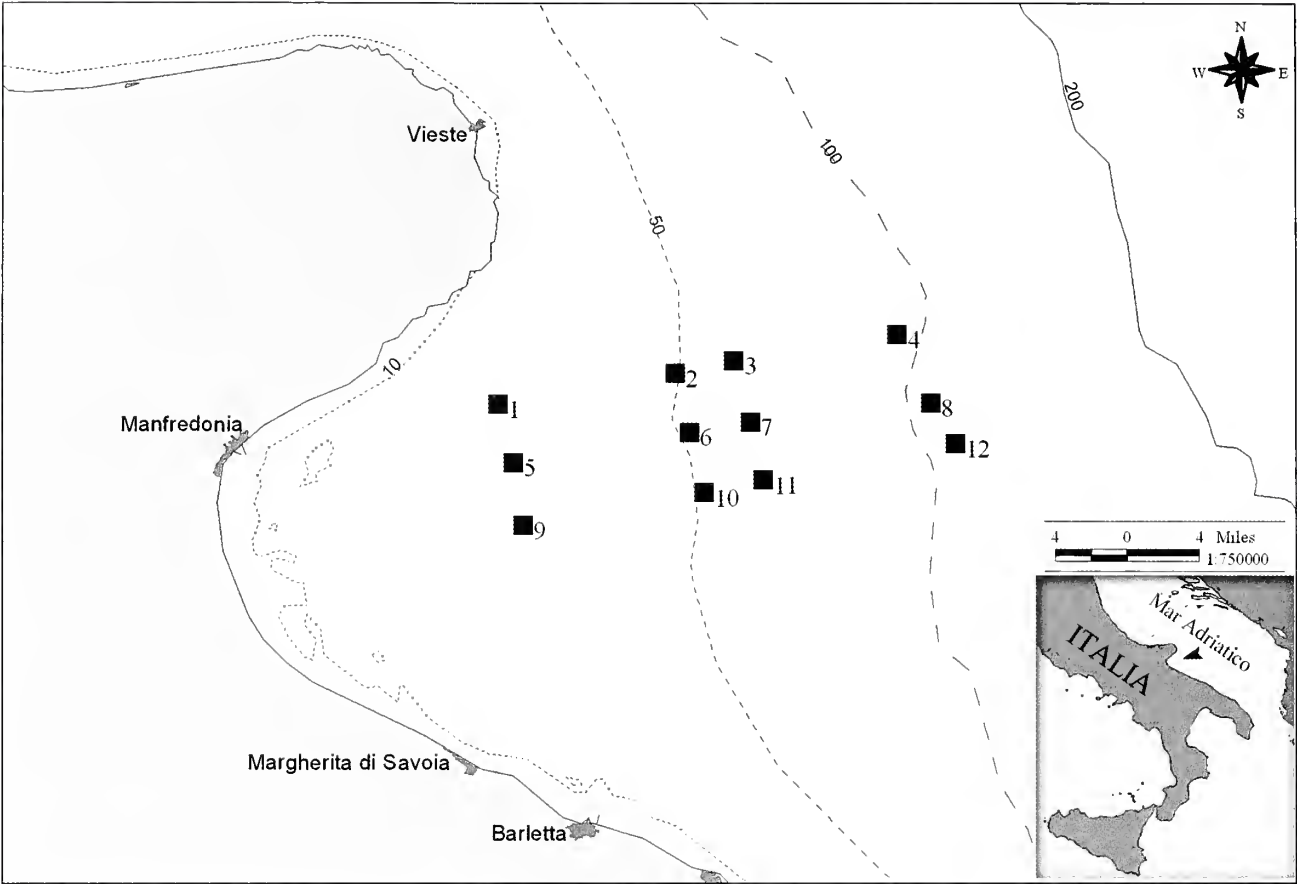 N
W E
S
200
Vieste
100
50
4
3
10
2
1
8
Manfredonia
7
6
12
5
11
10
9
4 0 4 Miles
1:750000
Mar Adriatico
ITALIA
Margherita di Savoia
Barletta